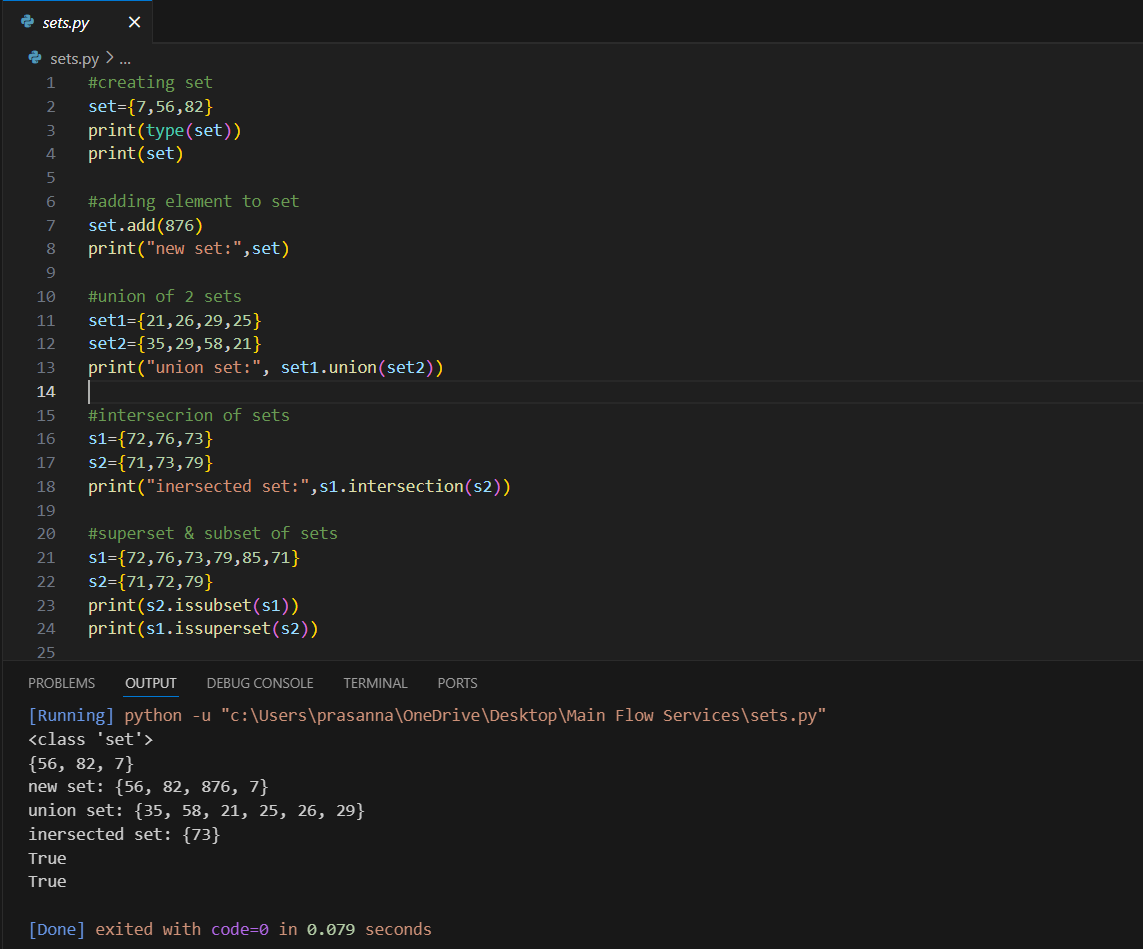 sets.py
sets.py > ...
1 #creating set
2 set={7,56,82}
3 print(type(set))
4 print(set)
5
6 #adding element to set
7 set.add(876)
8 print("new set:",set)
9
10 #union of 2 sets
11 set1={21,26,29,25}
12 set2={35,29,58,21}
13 print("union set:", set1.union(set2))
14
15 #intersecrion of sets
16 s1={72,76,73}
17 s2={71,73,79}
18 print("inersected set:",s1.intersection(s2))
19
20 #superset & subset of sets
21 s1={72,76,73,79,85,71}
22 s2={71,72,79}
23 print(s2.issubset(s1))
24 print(s1.issuperset(s2))
25
PROBLEMS OUTPUT DEBUG CONSOLE TERMINAL PORTS
[Running] python -u "c:\Users\prasanna\OneDrive\Desktop\Main Flow Services\sets.py"
<class 'set'>
{56, 82, 7}
new set: {56, 82, 876, 7}
union set: {35, 58, 21, 25, 26, 29}
inersected set: {73}
True
True
[Done] exited with code=0 in 0.079 seconds